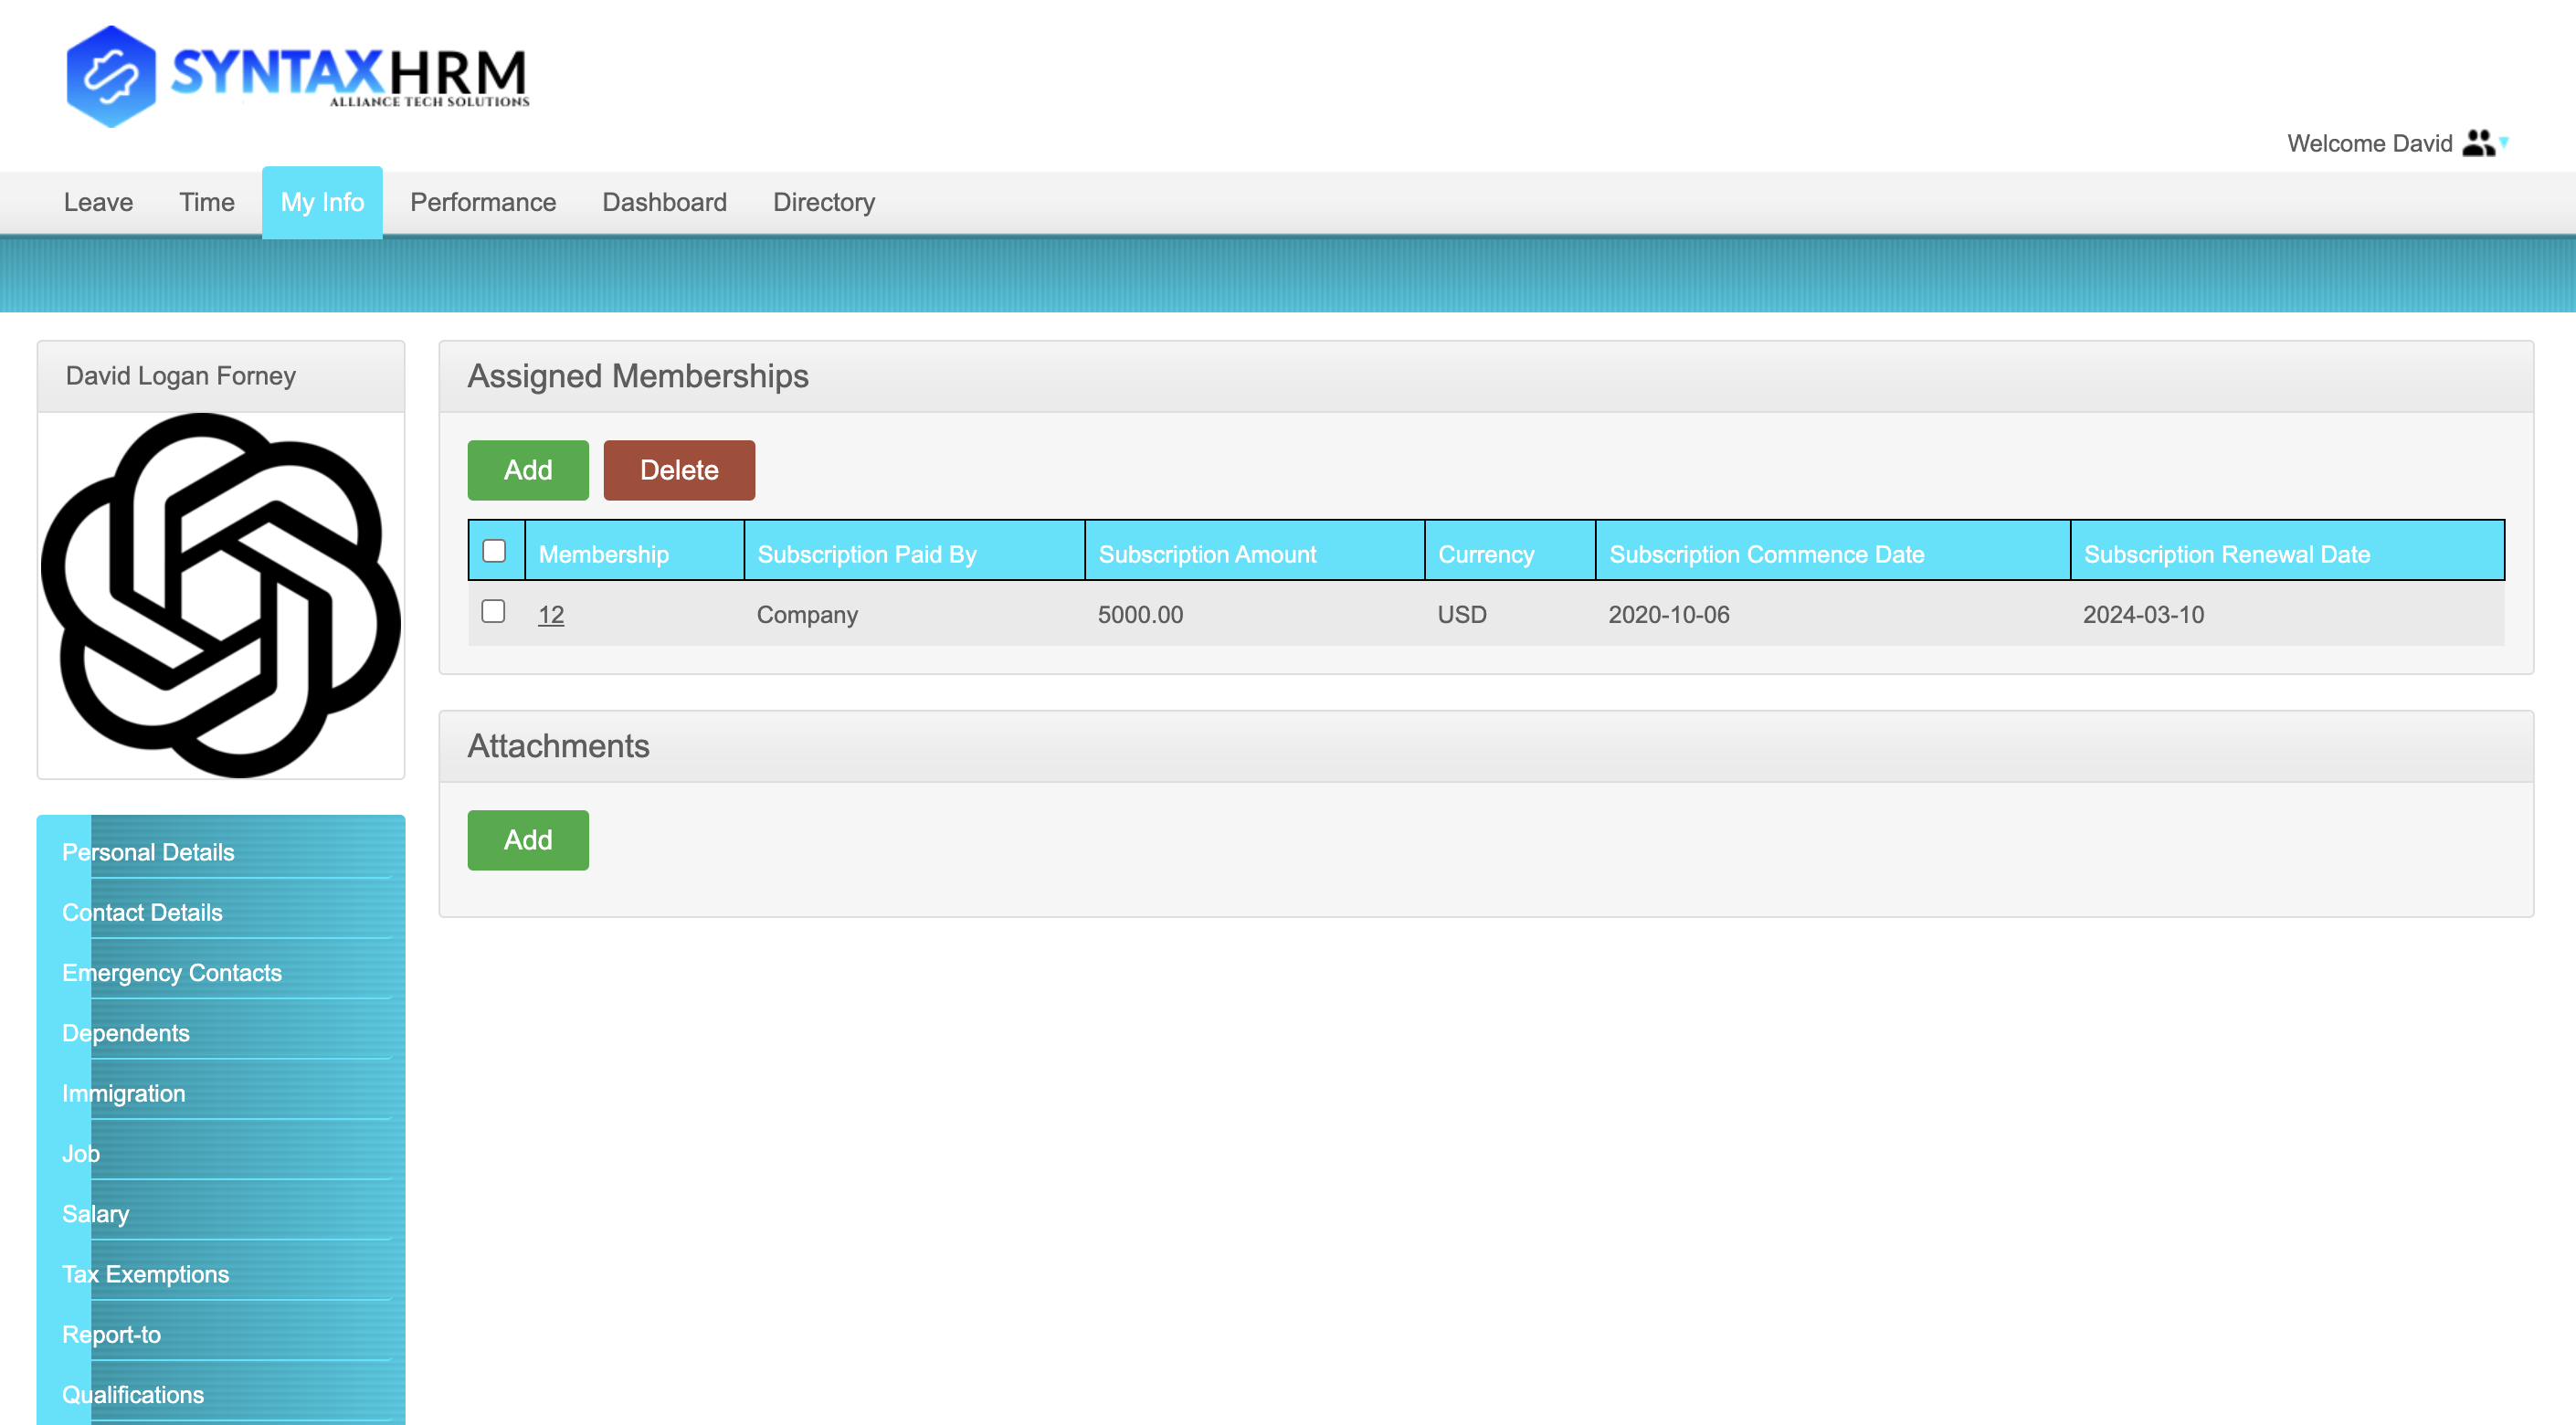 SYNTAXHRM
ALLIANCE TECH SOLUTIONS
Welcome David
Leave Time My Info Performance Dashboard Directory
David Logan Forney
Personal Details
Contact Details
Emergency Contacts
Dependents
Immigration
Job
Salary
Tax Exemptions
Report-to
Qualifications
Assigned Memberships
Add Delete
Membership Subscription Paid By Subscription Amount Currency Subscription Commence Date Subscription Renewal Date
12 Company 5000.00 USD 2020-10-06 2024-03-10
Attachments
Add